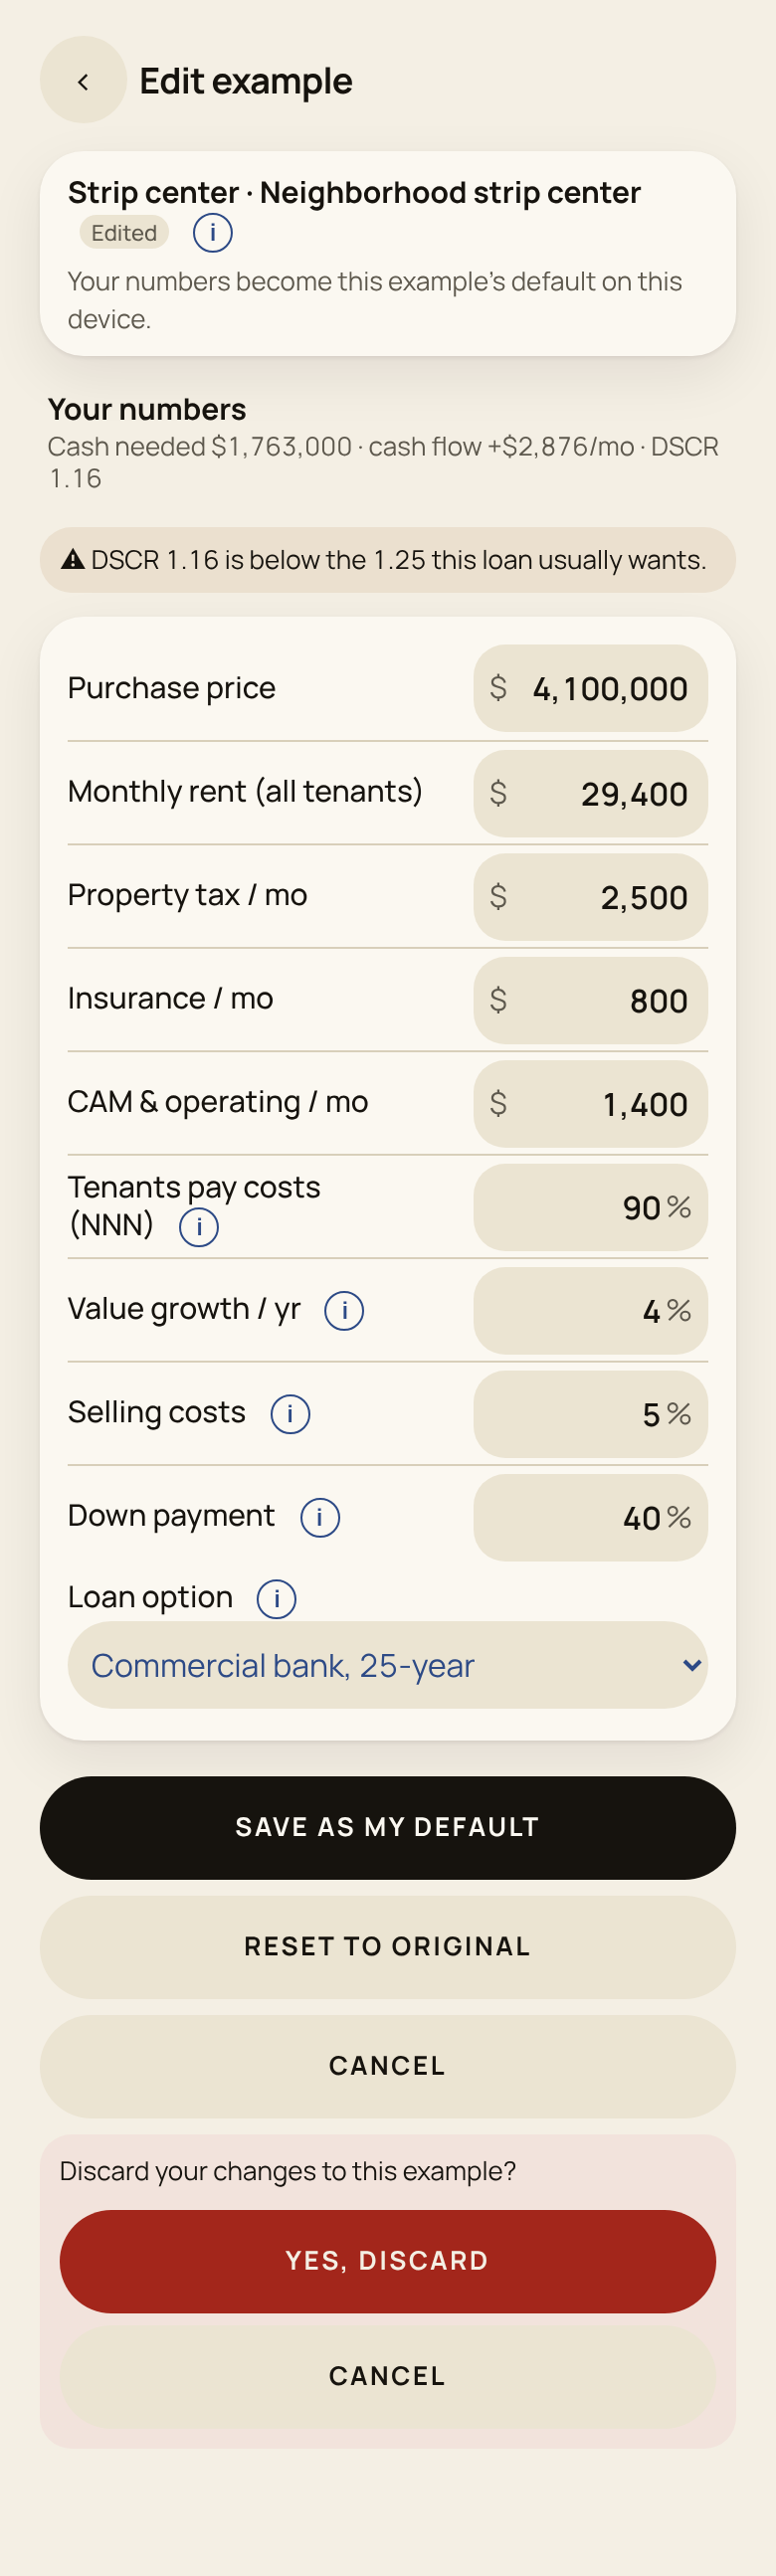 Edit example
Strip center · Neighborhood strip center
Edited i
Your numbers become this example's default on this
device.
Your numbers
Cash needed $1,763,000 · cash flow +$2,876/mo · DSCR
1.16
⚠ DSCR 1.16 is below the 1.25 this loan usually wants.
Purchase price $ 4,100,000
Monthly rent (all tenants) $ 29,400
Property tax / mo $ 2,500
Insurance / mo $ 800
CAM & operating / mo $ 1,400
Tenants pay costs
(NNN) i 90 %
Value growth / yr i 4 %
Selling costs i 5 %
Down payment i 40 %
Loan option i
Commercial bank, 25-year
SAVE AS MY DEFAULT
RESET TO ORIGINAL
CANCEL
Discard your changes to this example?
YES, DISCARD
CANCEL